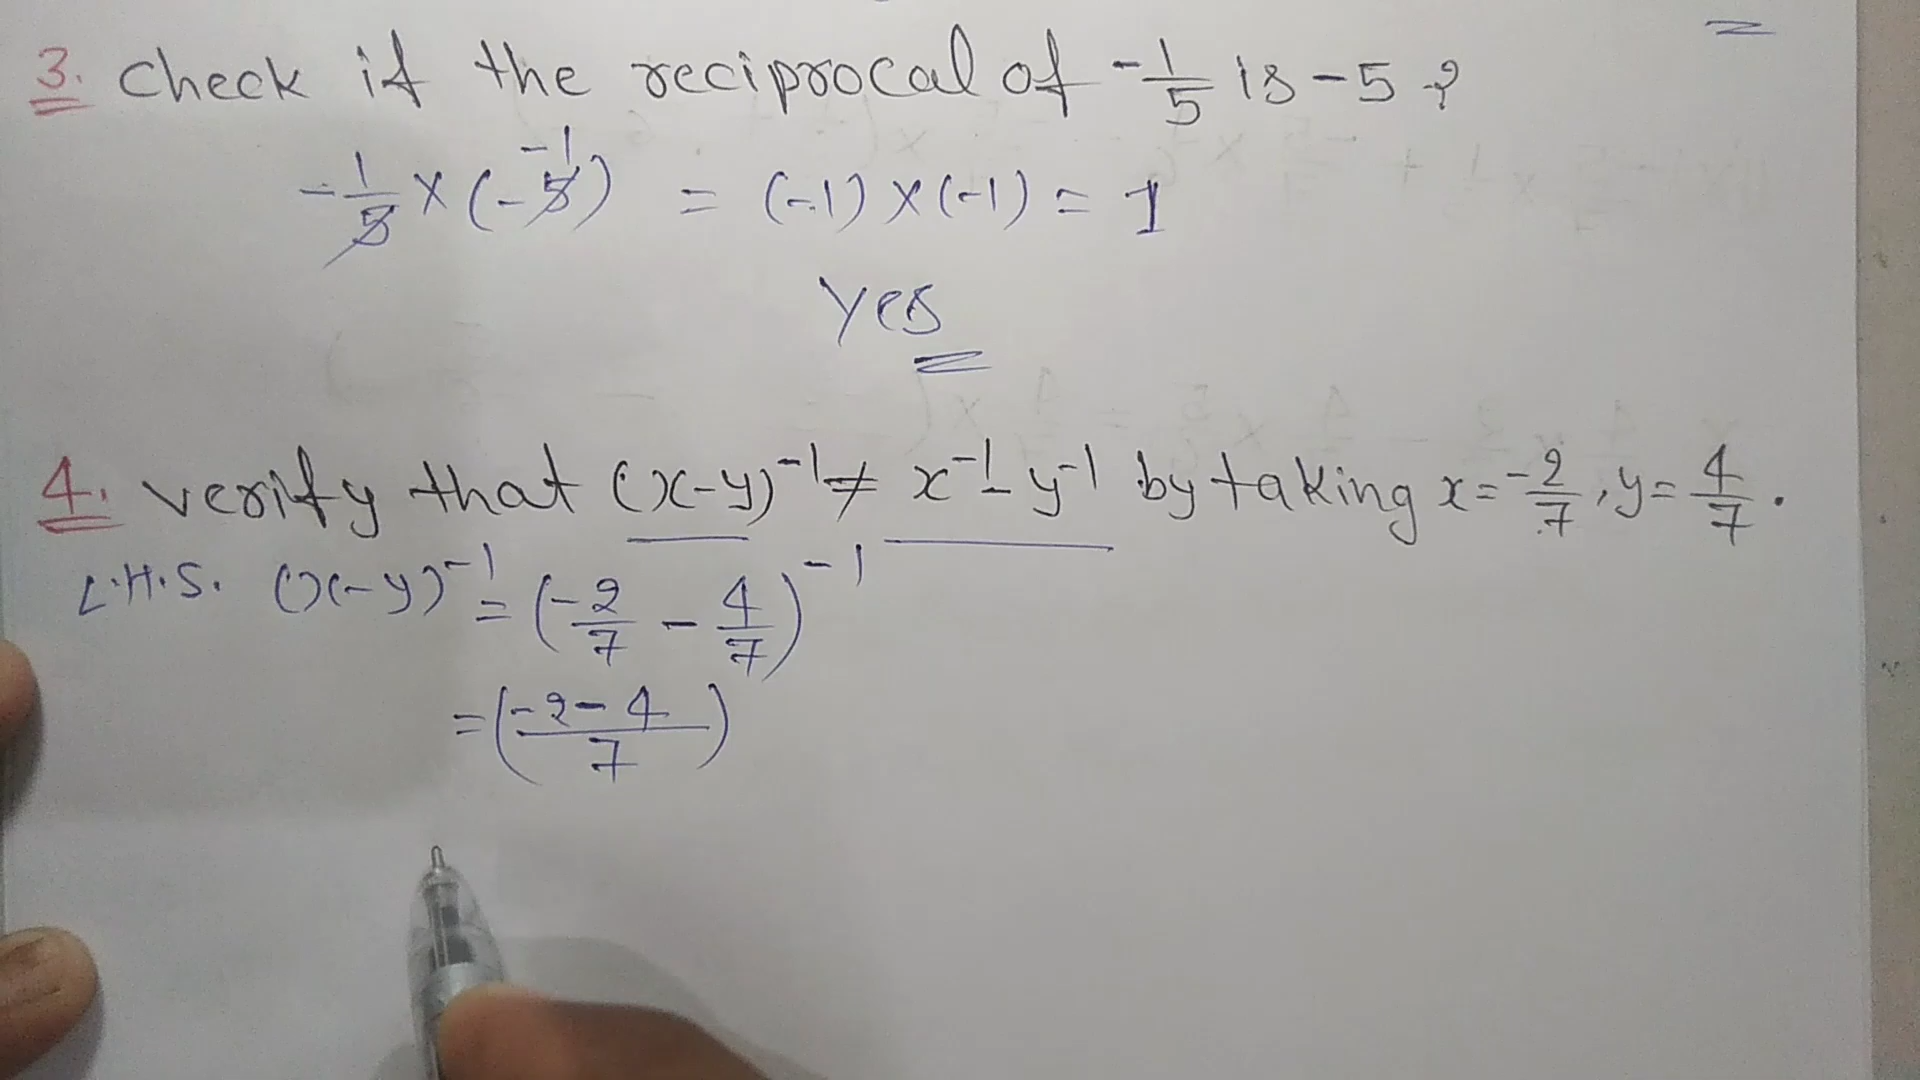 3. Check if the reciprocal of -1/5 is -5 ?
-1/5 × (-5) -1 = (-1) × (-1) = 1
Yes
4. verify that (x-y)⁻¹ ≠ x⁻¹ - y⁻¹ by taking x = -2/7, y = 4/7.
L.H.S. (x-y)⁻¹ = (-2/7 - 4/7)⁻¹
= (-2-4/7)